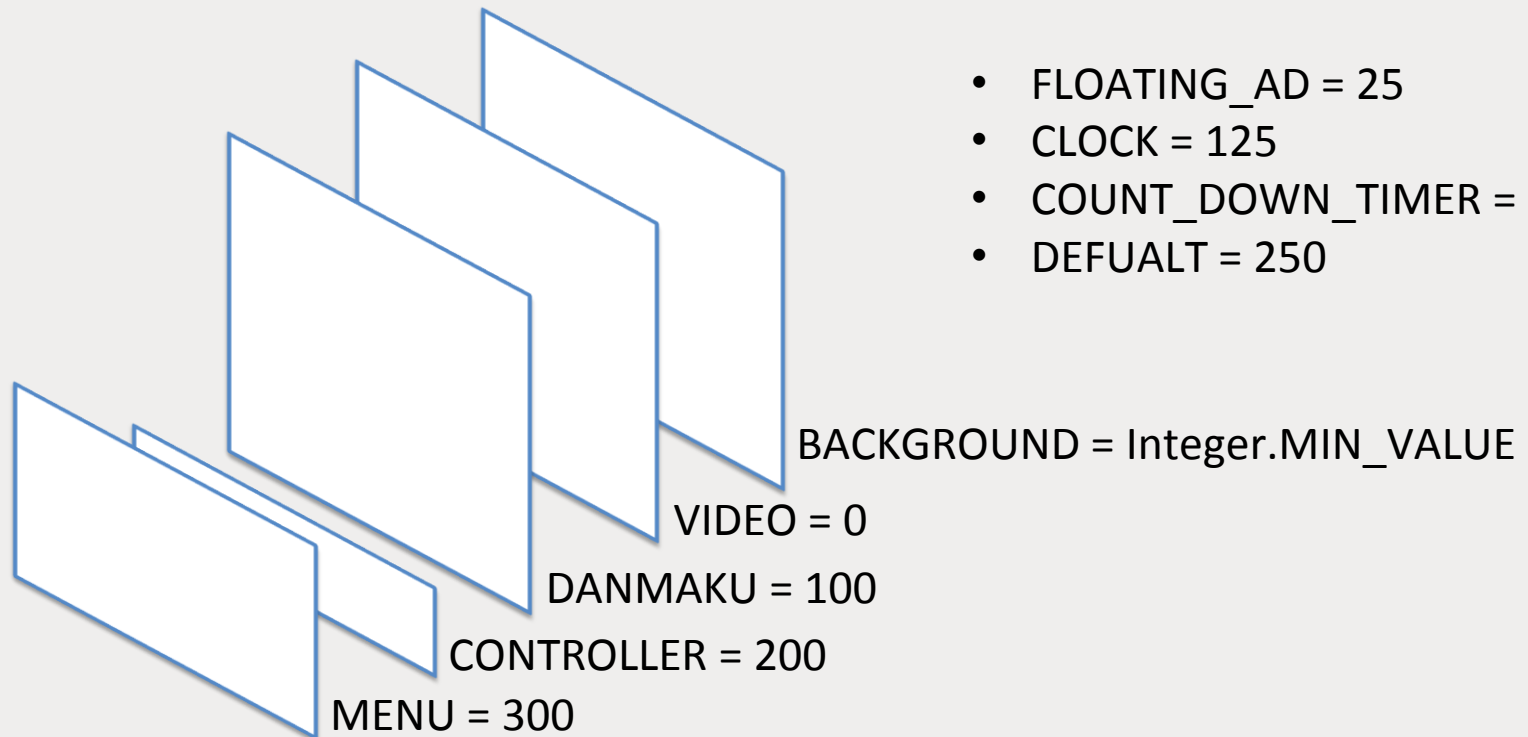 • FLOATING_AD = 25
• CLOCK = 125
• COUNT_DOWN_TIMER =
• DEFUALT = 250
BACKGROUND = Integer.MIN_VALUE
VIDEO = 0
DANMAKU = 100
CONTROLLER = 200
MENU = 300